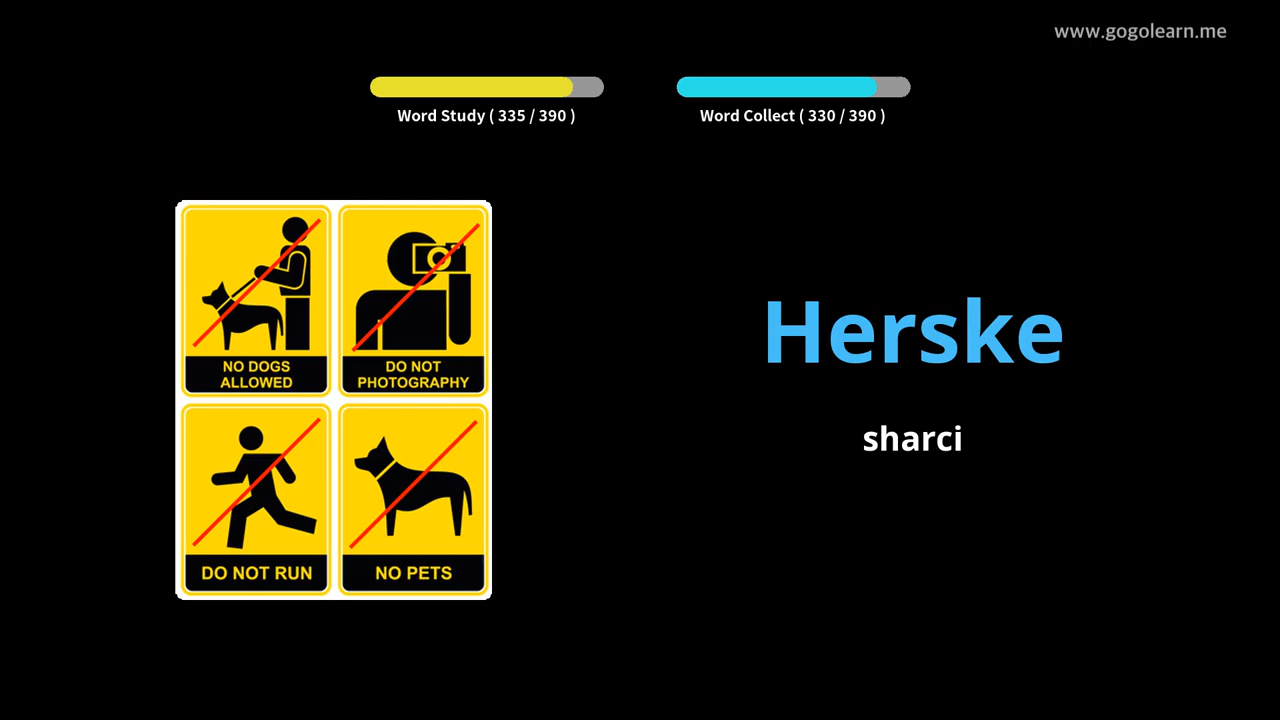 www.gogolearn.me
Word Study ( 335 / 390 )
Word Collect ( 330 / 390 )
NO DOGS
ALLOWED
DO NOT
PHOTOGRAPHY
DO NOT RUN
NO PETS
Herske
sharci